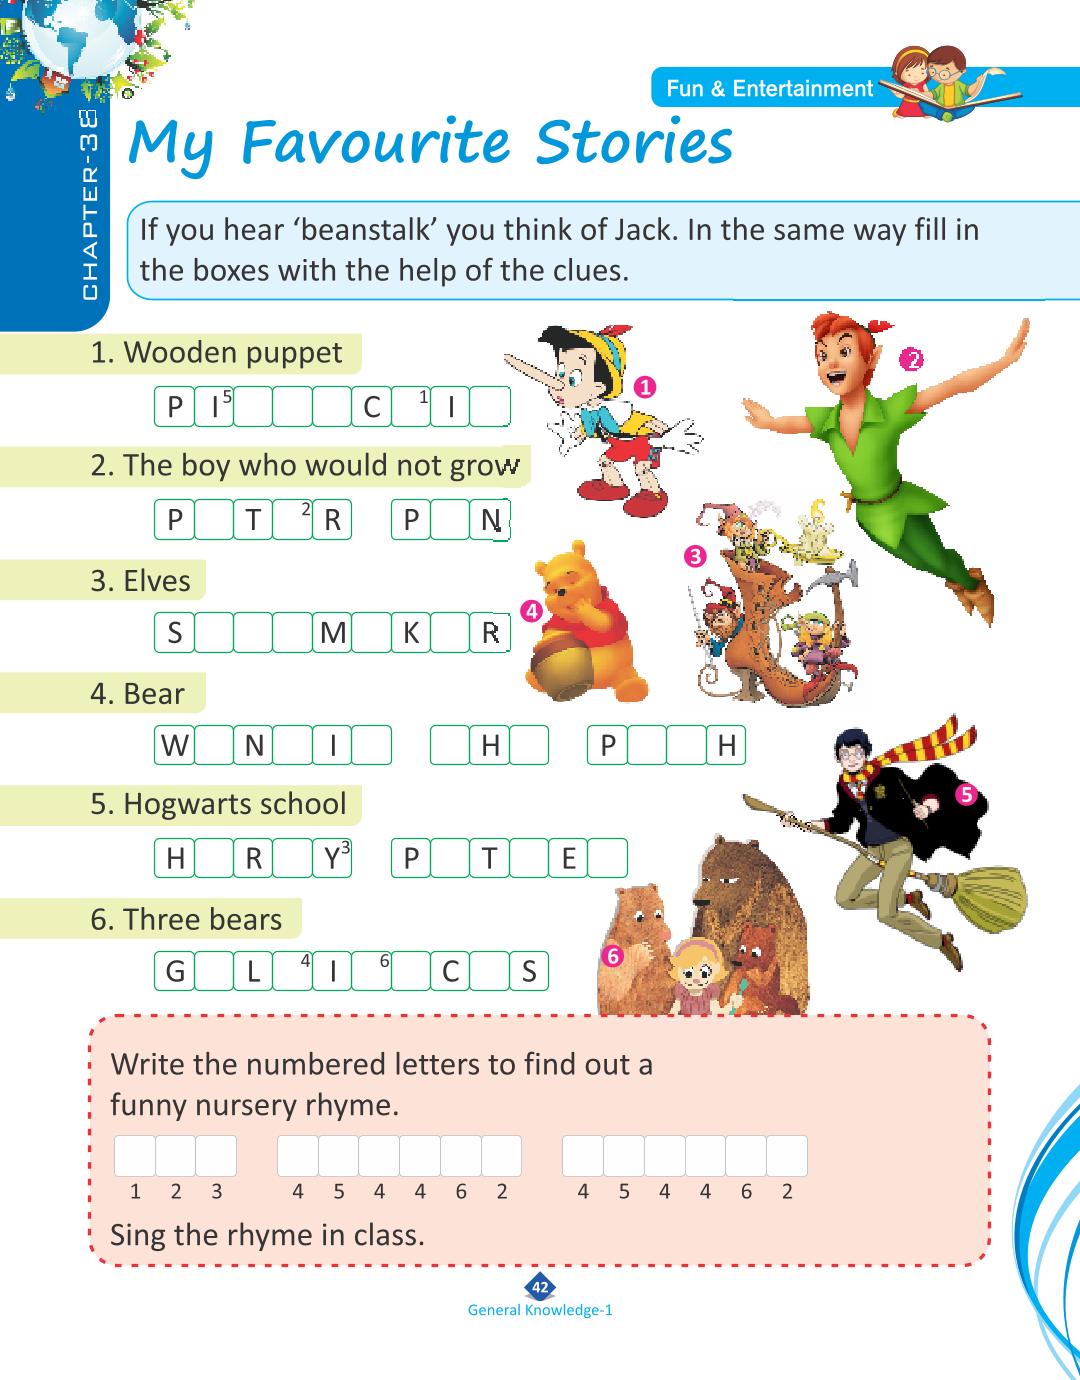 CHAPTER-38
Fun & Entertainment
My Favourite Stories
If you hear ‘beanstalk’ you think of Jack. In the same way fill in
the boxes with the help of the clues.
1. Wooden puppet
P I 5 C 1 I
1
2
2. The boy who would not grow
P T 2 R P N
3. Elves
S M K R
3
4
4. Bear
W N I H P H
5. Hogwarts school
H R Y 3 P T E
5
6. Three bears
G L 4 I 6 C S
6
Write the numbered letters to find out a
funny nursery rhyme.
1 2 3 4 5 4 4 6 2 4 5 4 4 6 2
Sing the rhyme in class.
42
General Knowledge-1